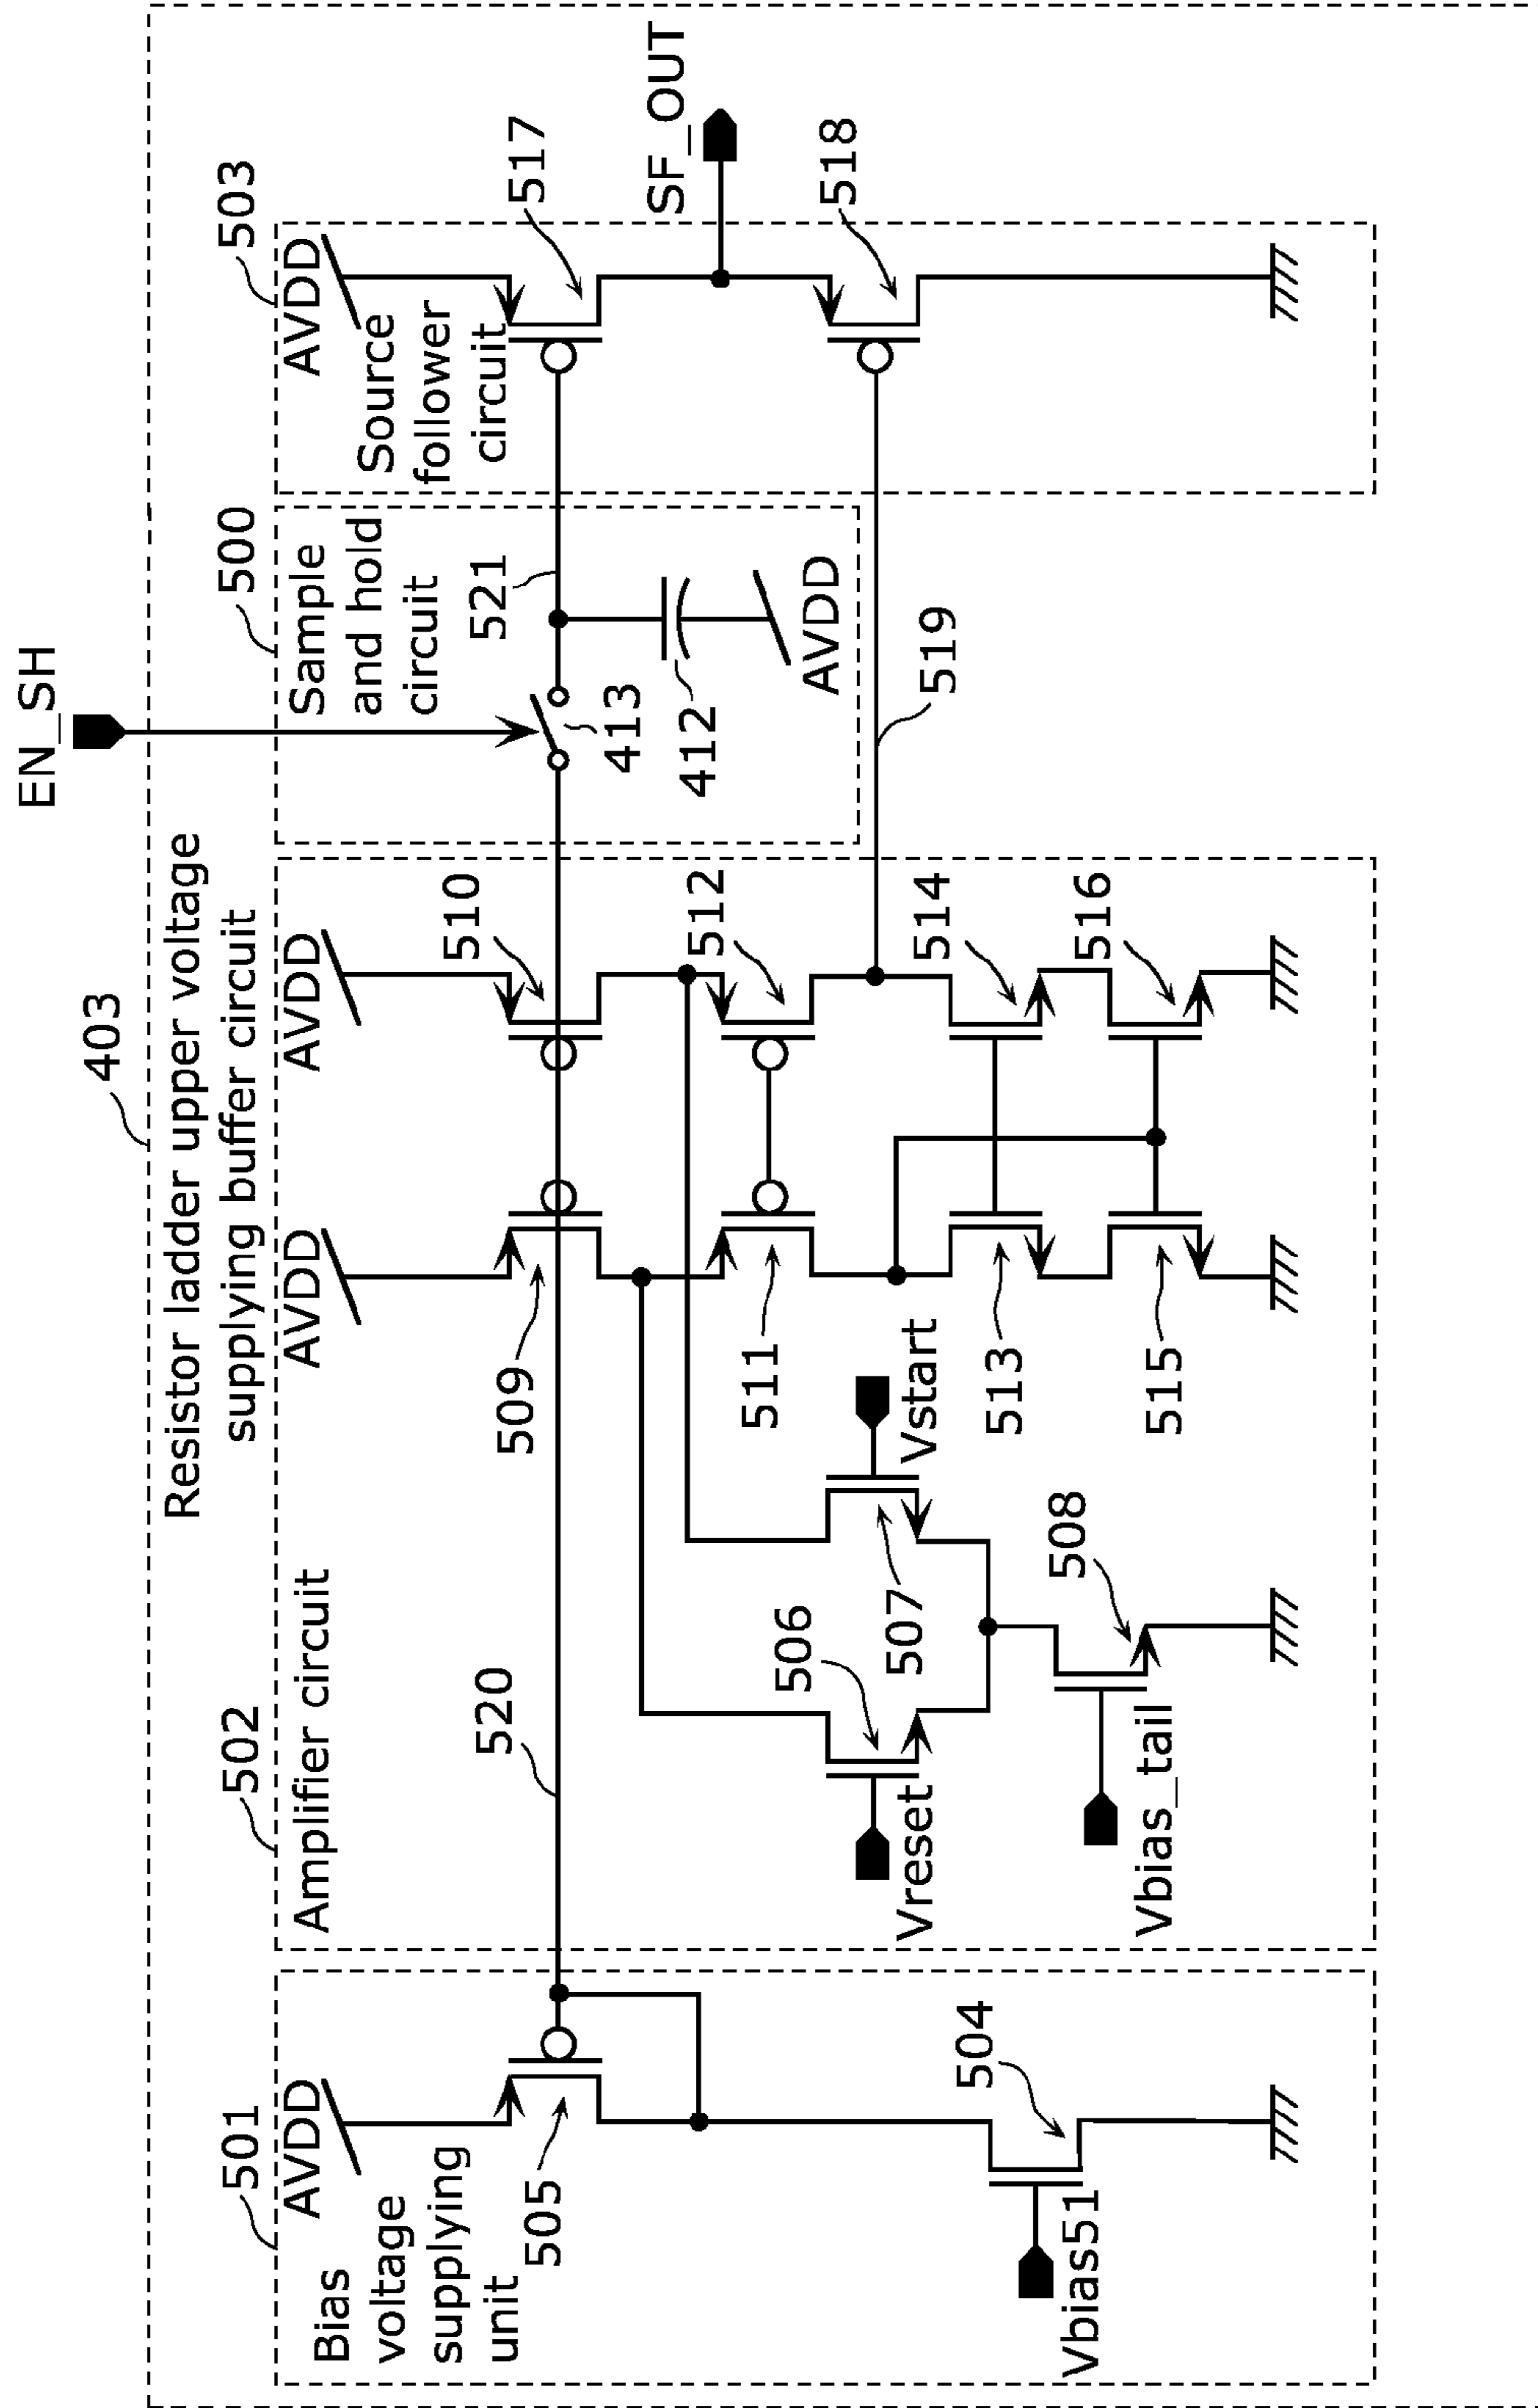 EN_SH
403
Resistor ladder upper voltage
supplying buffer circuit
501
AVDD
Bias
voltage
supplying
unit
505
504
Vbias51
502
Amplifier circuit
520
506
507
508
Vreset
Vstart
Vbias_tail
AVDD
AVDD
509
510
511
512
513
514
515
516
519
500
Sample
and hold
circuit
521
413
412
AVDD
503
AVDD
Source
follower
circuit
517
SF_OUT
518